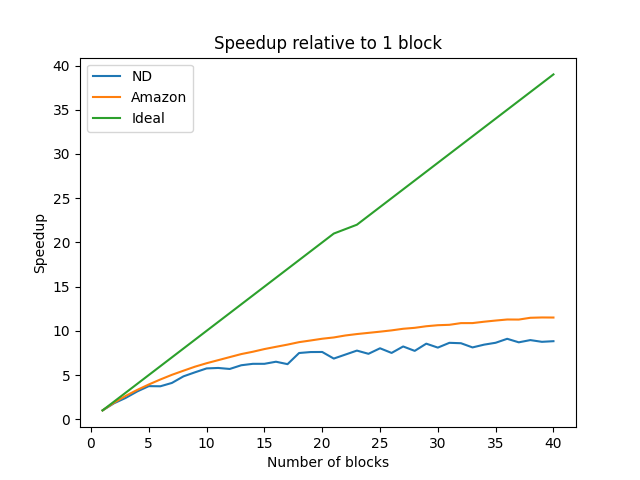 Speedup relative to 1 block
ND
Amazon
Ideal
40
35
30
25
20
15
10
5
0
Speedup
0 5 10 15 20 25 30 35 40
Number of blocks